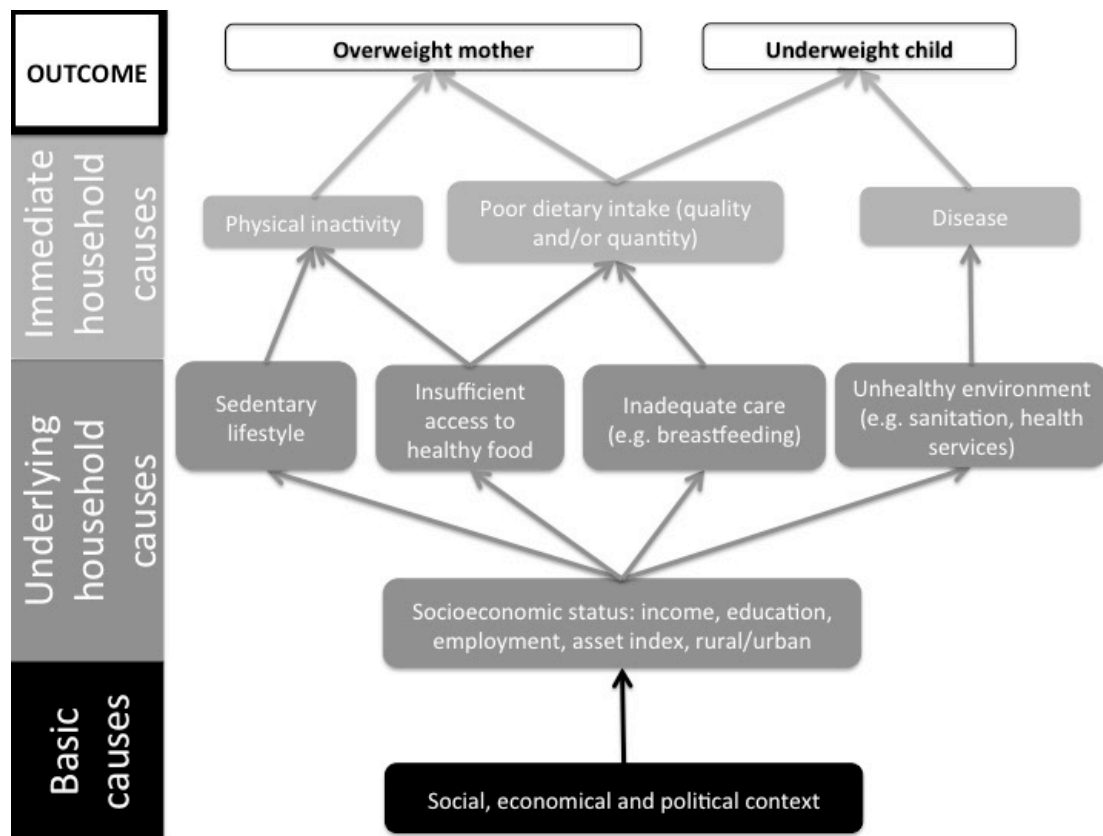 OUTCOME
Overweight mother
Underweight child
Immediate
household
causes
Physical inactivity
Poor dietary intake (quality
and/or quantity)
Disease
Underlying
household
causes
Sedentary
lifestyle
Insufficient
access to
healthy food
Inadequate care
(e.g. breastfeeding)
Unhealthy environment
(e.g. sanitation, health
services)
Socioeconomic status: income, education,
employment, asset index, rural/urban
Basic
causes
Social, economical and political context